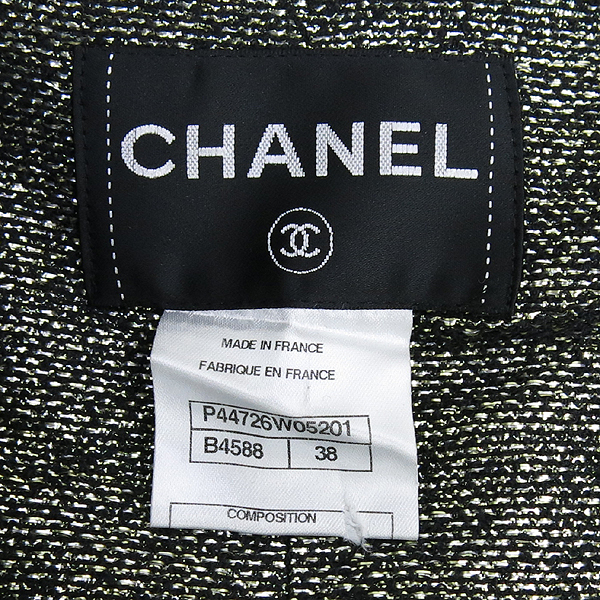 CHANEL
MADE IN FRANCE
FABRIQUE EN FRANCE
P44726W05201
B4588 38
COMPOSITION